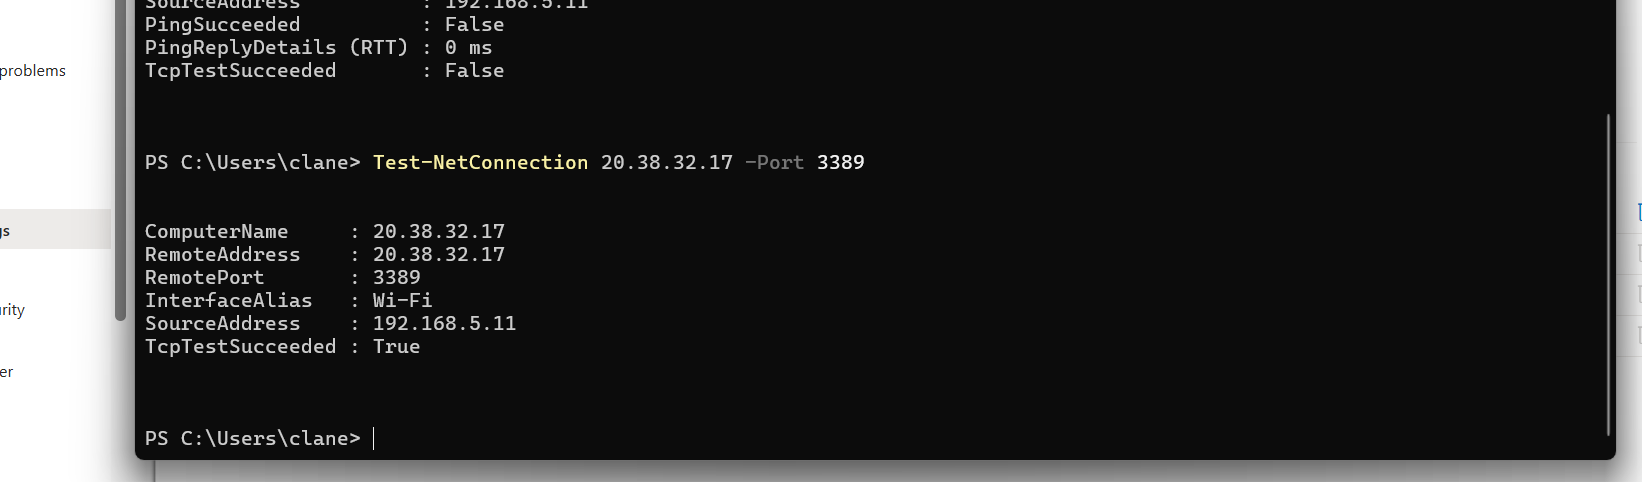 SourceAddress : 192.168.5.11
PingSucceeded : False
PingReplyDetails (RTT) : 0 ms
TcpTestSucceeded : False
problems
PS C:\Users\clane> Test-NetConnection 20.38.32.17 -Port 3389
ComputerName : 20.38.32.17
RemoteAddress : 20.38.32.17
RemotePort : 3389
InterfaceAlias : Wi-Fi
SourceAddress : 192.168.5.11
TcpTestSucceeded : True
gs
rity
er
PS C:\Users\clane>